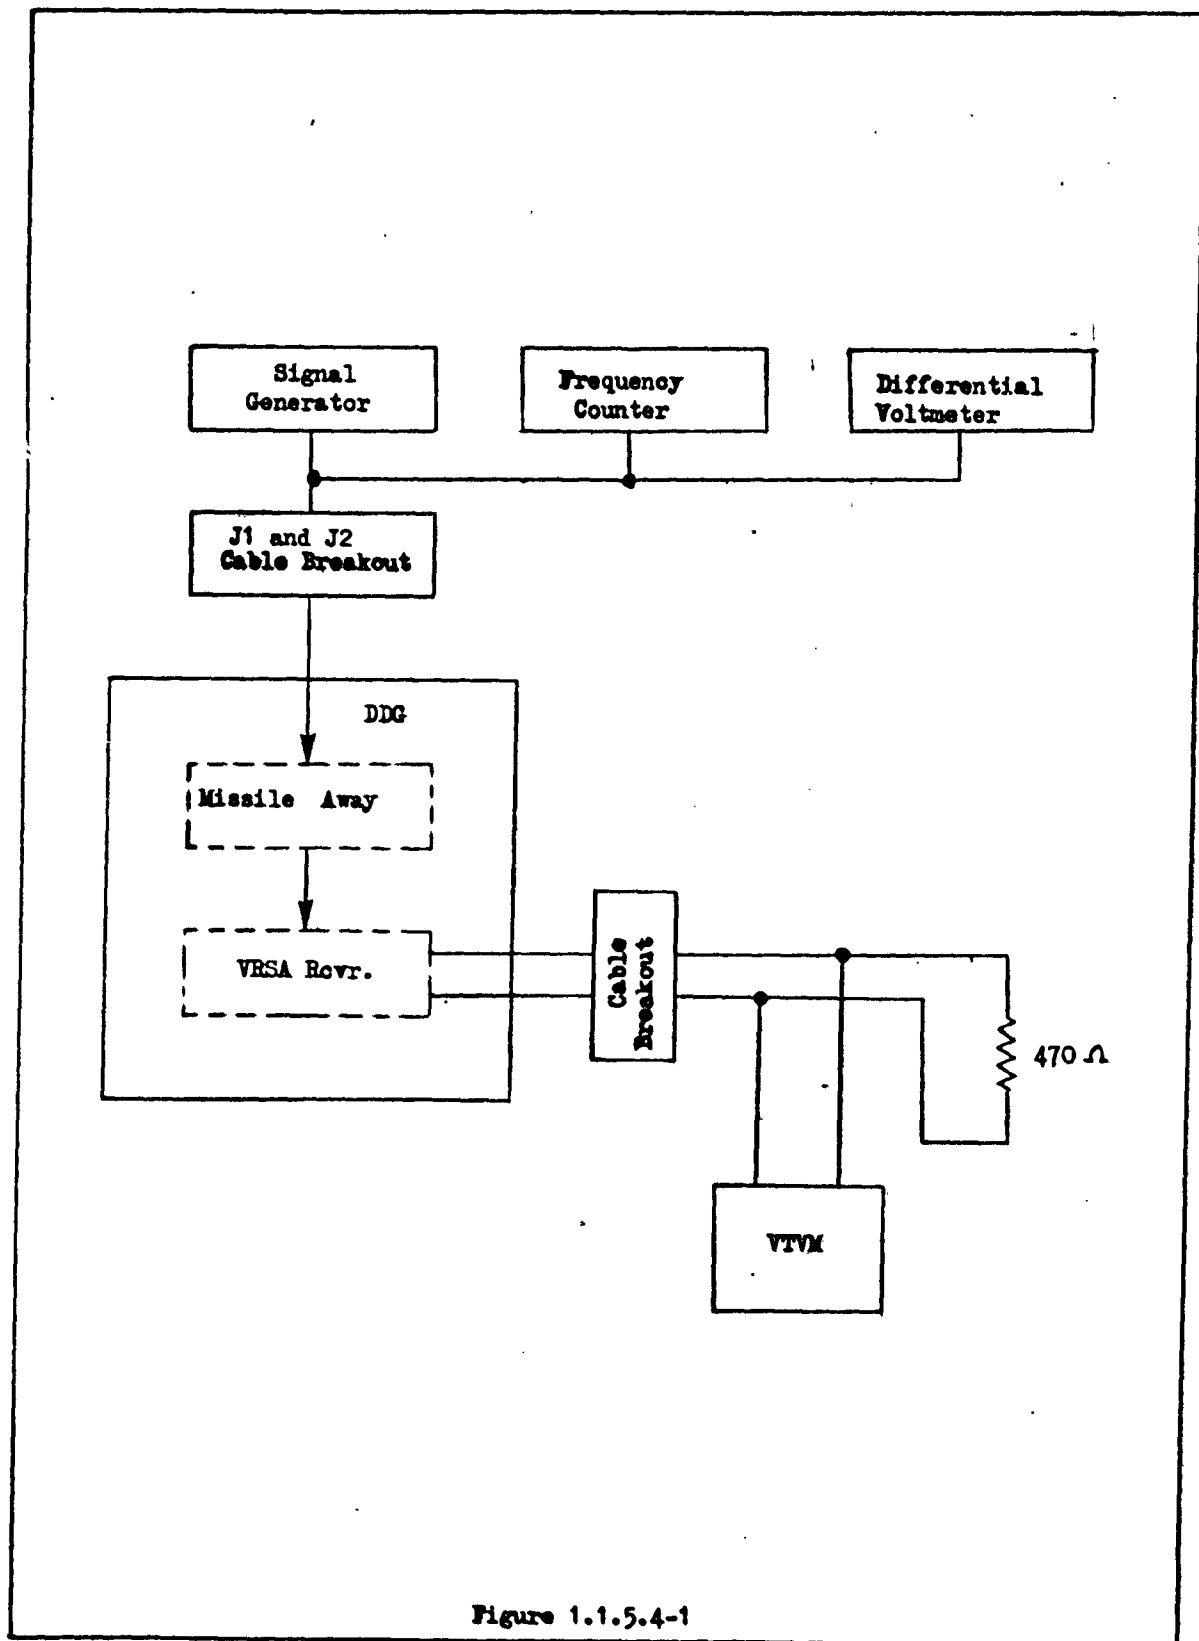 Signal
Generator
Frequency
Counter
Differential
Voltmeter
J1 and J2
Cable Breakout
DDG
Missile Away
VRSA Rcvr.
Cable
Breakout
470 Ω
VTVM
Figure 1.1.5.4-1